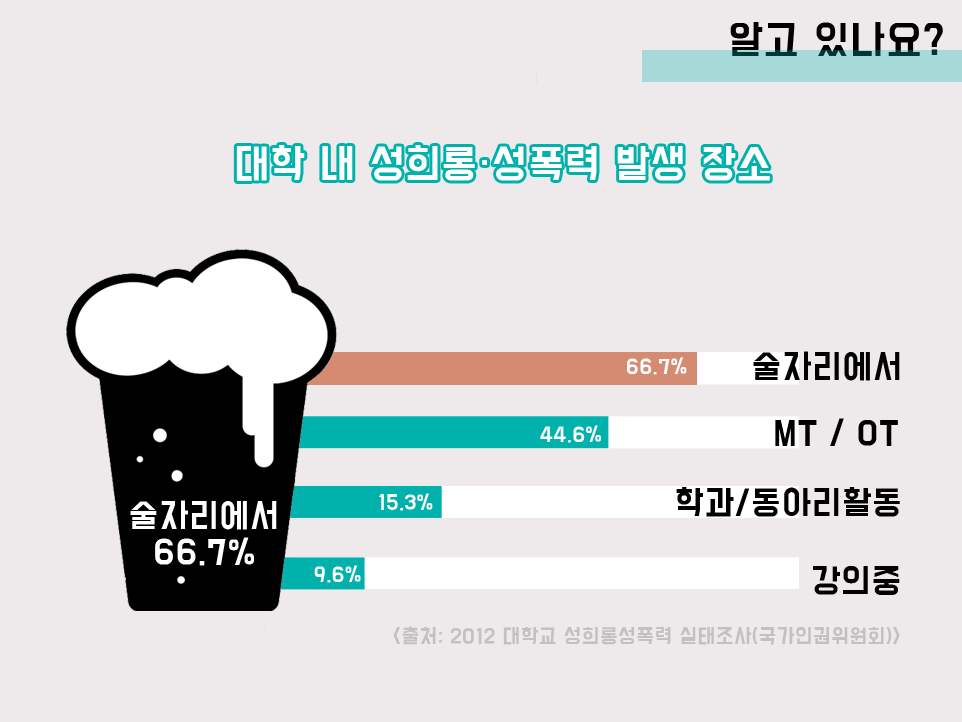 알고 있나요?
대학 내 성희롱·성폭력 발생 장소
66.7% 술자리에서
44.6% MT / OT
15.3% 학과/동아리활동
술자리에서
66.7%
9.6% 강의중
<출처: 2012 대학교 성희롱성폭력 실태조사(국가인권위원회)>